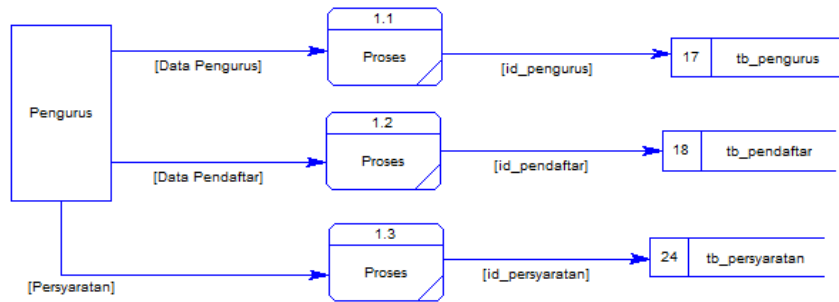 1.1
Proses
[Data Pengurus]
[id_pengurus]
17 tb_pengurus
Pengurus
1.2
Proses
[Data Pendaftar]
[id_pendaftar]
18 tb_pendaftar
1.3
Proses
[Persyaratan]
[id_persyaratan]
24 tb_persyaratan